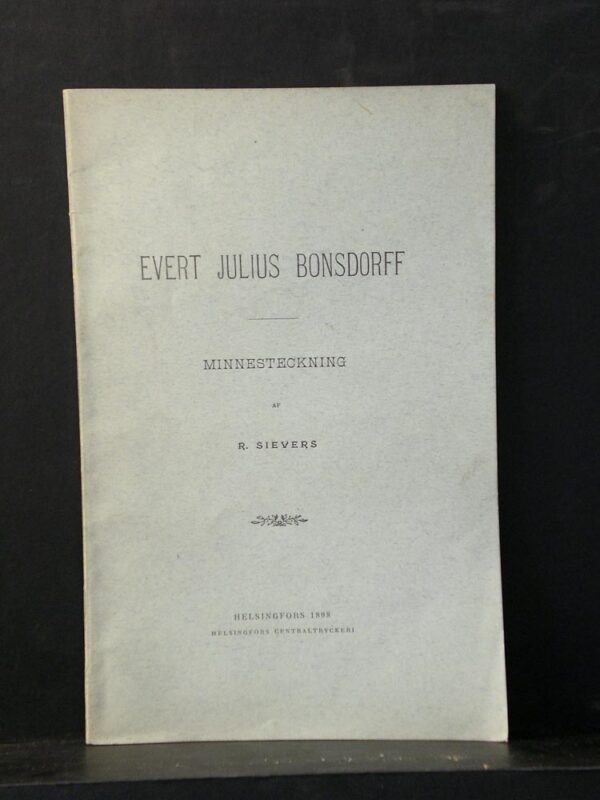 EVERT JULIUS BONSDORFF
MINNESTECKNING
AF
R. SIEVERS
HELSINGFORS 1898
HELSINGFORS CENTRALTRYCKERI